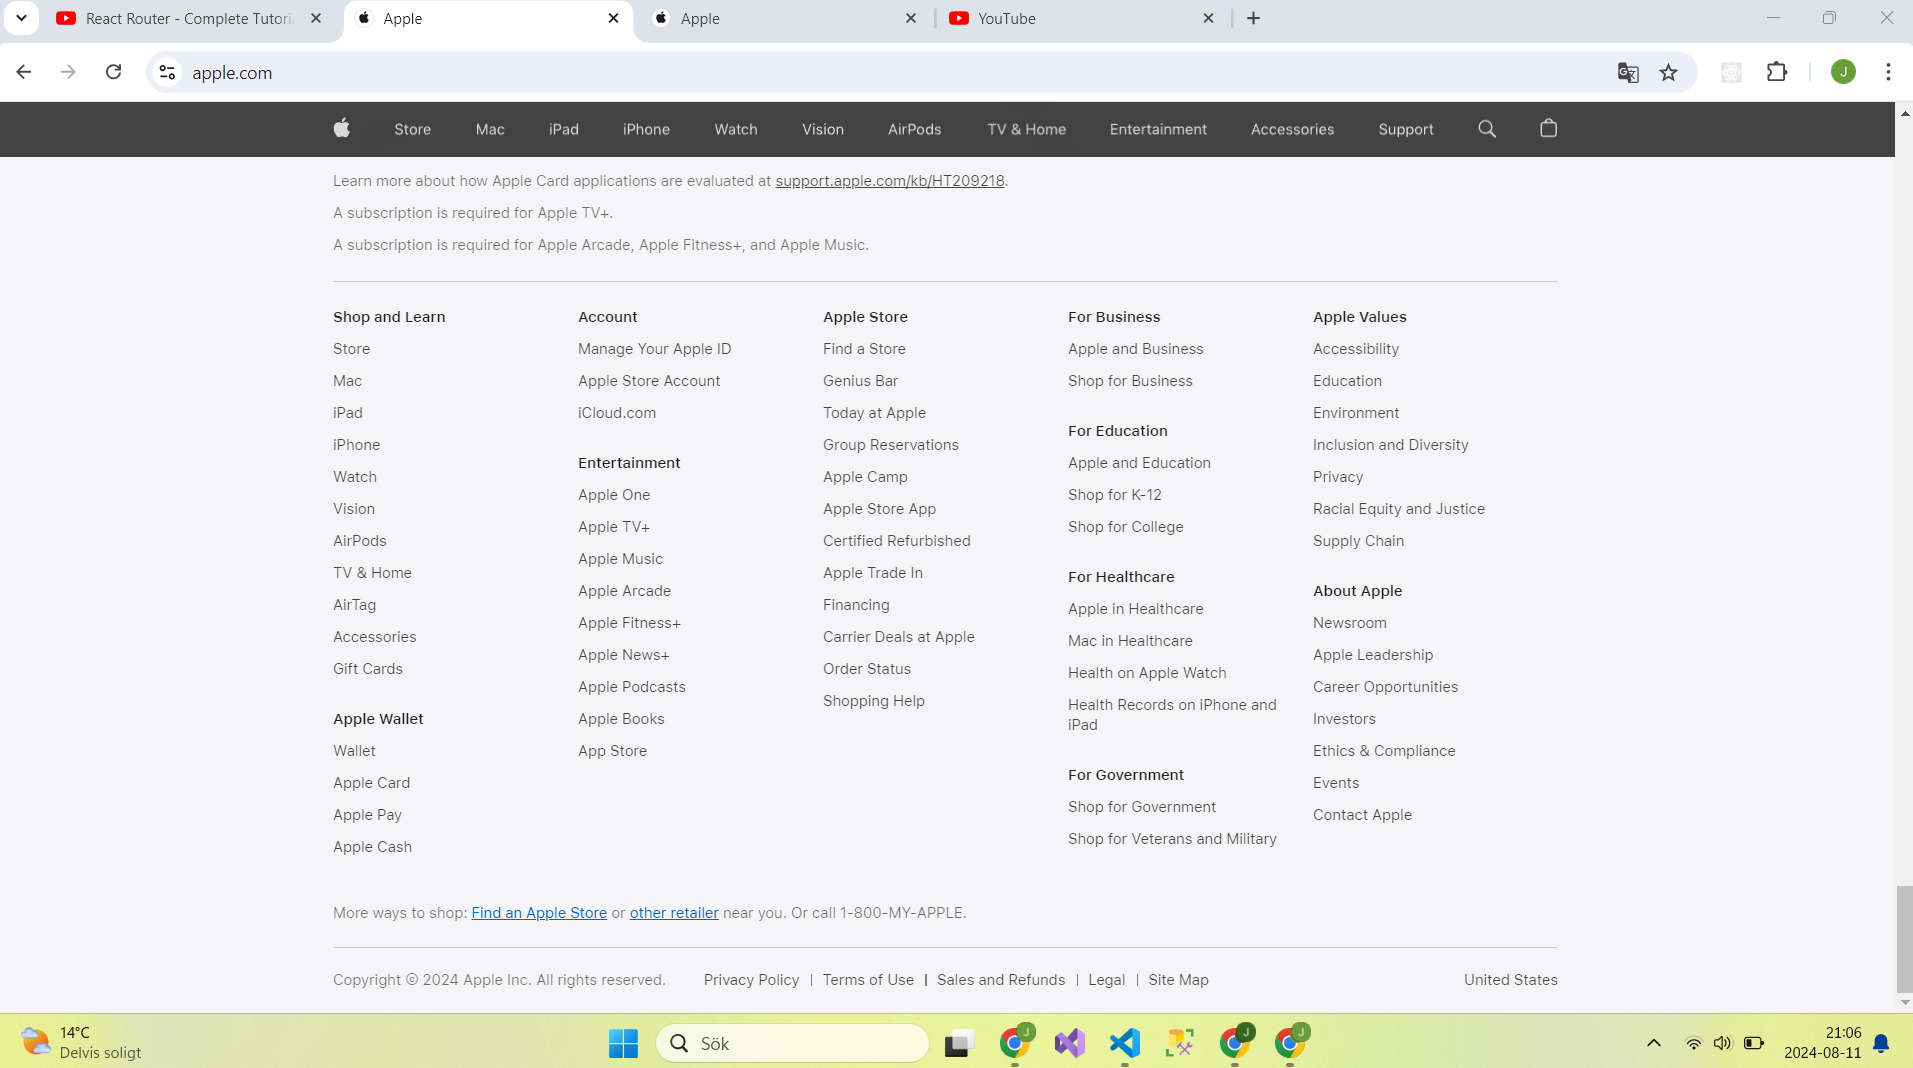 React Router - Complete Tutori
Apple
Apple
YouTube
apple.com
J
Store
Mac
iPad
iPhone
Watch
Vision
AirPods
TV & Home
Entertainment
Accessories
Support
Learn more about how Apple Card applications are evaluated at support.apple.com/kb/HT209218.
A subscription is required for Apple TV+.
A subscription is required for Apple Arcade, Apple Fitness+, and Apple Music.
Shop and Learn
Store
Mac
iPad
iPhone
Watch
Vision
AirPods
TV & Home
AirTag
Accessories
Gift Cards
Apple Wallet
Wallet
Apple Card
Apple Pay
Apple Cash
Account
Manage Your Apple ID
Apple Store Account
iCloud.com
Entertainment
Apple One
Apple TV+
Apple Music
Apple Arcade
Apple Fitness+
Apple News+
Apple Podcasts
Apple Books
App Store
Apple Store
Find a Store
Genius Bar
Today at Apple
Group Reservations
Apple Camp
Apple Store App
Certified Refurbished
Apple Trade In
Financing
Carrier Deals at Apple
Order Status
Shopping Help
For Business
Apple and Business
Shop for Business
For Education
Apple and Education
Shop for K-12
Shop for College
For Healthcare
Apple in Healthcare
Mac in Healthcare
Health on Apple Watch
Health Records on iPhone and
iPad
For Government
Shop for Government
Shop for Veterans and Military
Apple Values
Accessibility
Education
Environment
Inclusion and Diversity
Privacy
Racial Equity and Justice
Supply Chain
About Apple
Newsroom
Apple Leadership
Career Opportunities
Investors
Ethics & Compliance
Events
Contact Apple
More ways to shop: Find an Apple Store or other retailer near you. Or call 1-800-MY-APPLE.
Copyright © 2024 Apple Inc. All rights reserved.
Privacy Policy | Terms of Use | Sales and Refunds | Legal | Site Map
United States
14°C
Delvis soligt
Sök
J
J
J
21:06
2024-08-11